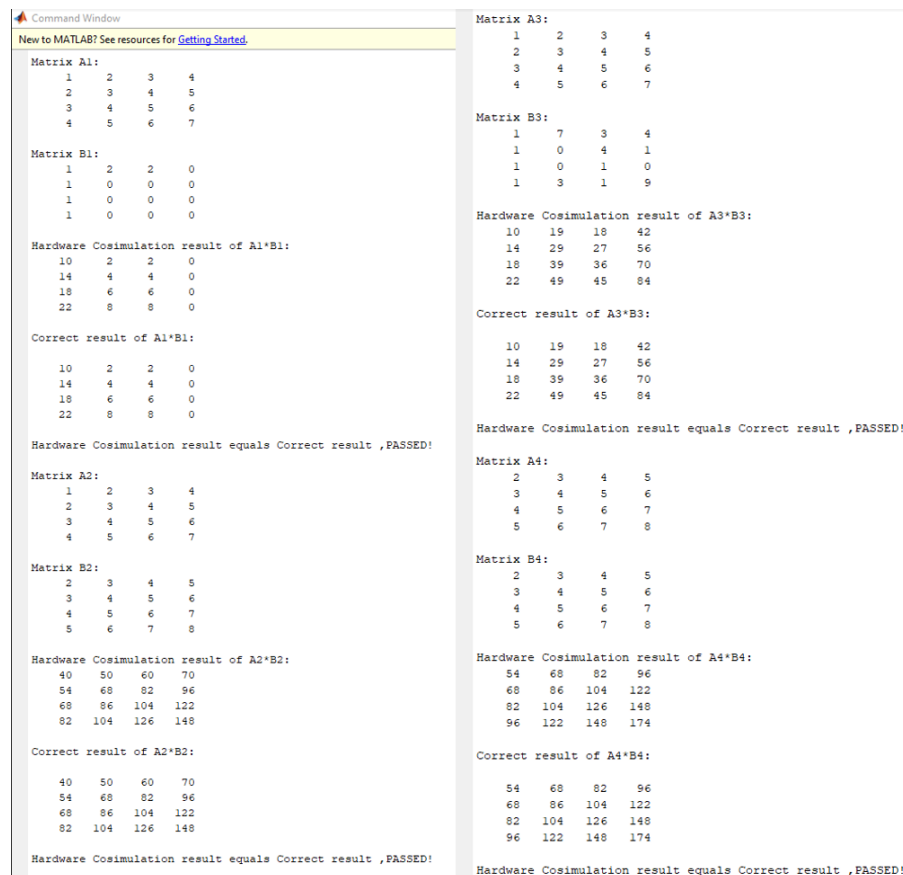 Command Window
New to MATLAB? See resources for Getting Started.
Matrix A1:
1 2 3 4
2 3 4 5
3 4 5 6
4 5 6 7
Matrix B1:
1 2 2 0
1 0 0 0
1 0 0 0
1 0 0 0
Hardware Cosimulation result of A1*B1:
10 2 2 0
14 4 4 0
18 6 6 0
22 8 8 0
Correct result of A1*B1:
10 2 2 0
14 4 4 0
18 6 6 0
22 8 8 0
Hardware Cosimulation result equals Correct result ,PASSED!
Matrix A2:
1 2 3 4
2 3 4 5
3 4 5 6
4 5 6 7
Matrix B2:
2 3 4 5
3 4 5 6
4 5 6 7
5 6 7 8
Hardware Cosimulation result of A2*B2:
40 50 60 70
54 68 82 96
68 86 104 122
82 104 126 148
Correct result of A2*B2:
40 50 60 70
54 68 82 96
68 86 104 122
82 104 126 148
Hardware Cosimulation result equals Correct result ,PASSED!
Matrix A3:
1 2 3 4
2 3 4 5
3 4 5 6
4 5 6 7
Matrix B3:
1 7 3 4
1 0 4 1
1 0 1 0
1 3 1 9
Hardware Cosimulation result of A3*B3:
10 19 18 42
14 29 27 56
18 39 36 70
22 49 45 84
Correct result of A3*B3:
10 19 18 42
14 29 27 56
18 39 36 70
22 49 45 84
Hardware Cosimulation result equals Correct result ,PASSED!
Matrix A4:
2 3 4 5
3 4 5 6
4 5 6 7
5 6 7 8
Matrix B4:
2 3 4 5
3 4 5 6
4 5 6 7
5 6 7 8
Hardware Cosimulation result of A4*B4:
54 68 82 96
68 86 104 122
82 104 126 148
96 122 148 174
Correct result of A4*B4:
54 68 82 96
68 86 104 122
82 104 126 148
96 122 148 174
Hardware Cosimulation result equals Correct result ,PASSED!